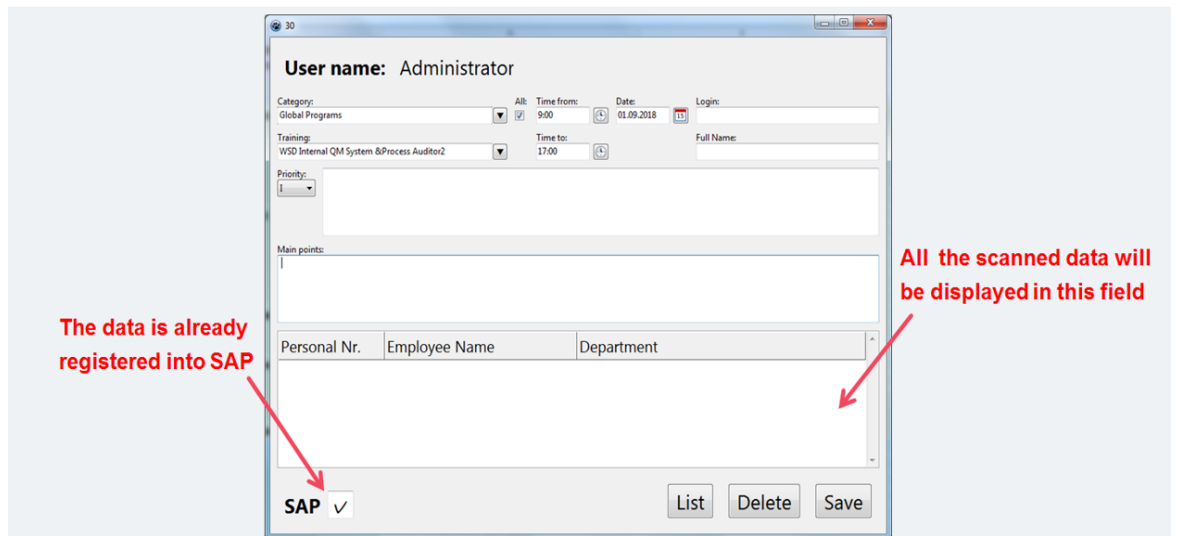 30
User name: Administrator
Category: All: Time from: Date: Login:
Global Programs 9:00 01.09.2018 15
Training: Time to: Full Name:
WSD Internal QM System &Process Auditor2 17:00
Priority:
I
Main points:
All the scanned data will
be displayed in this field
The data is already
registered into SAP
Personal Nr. Employee Name Department
SAP List Delete Save